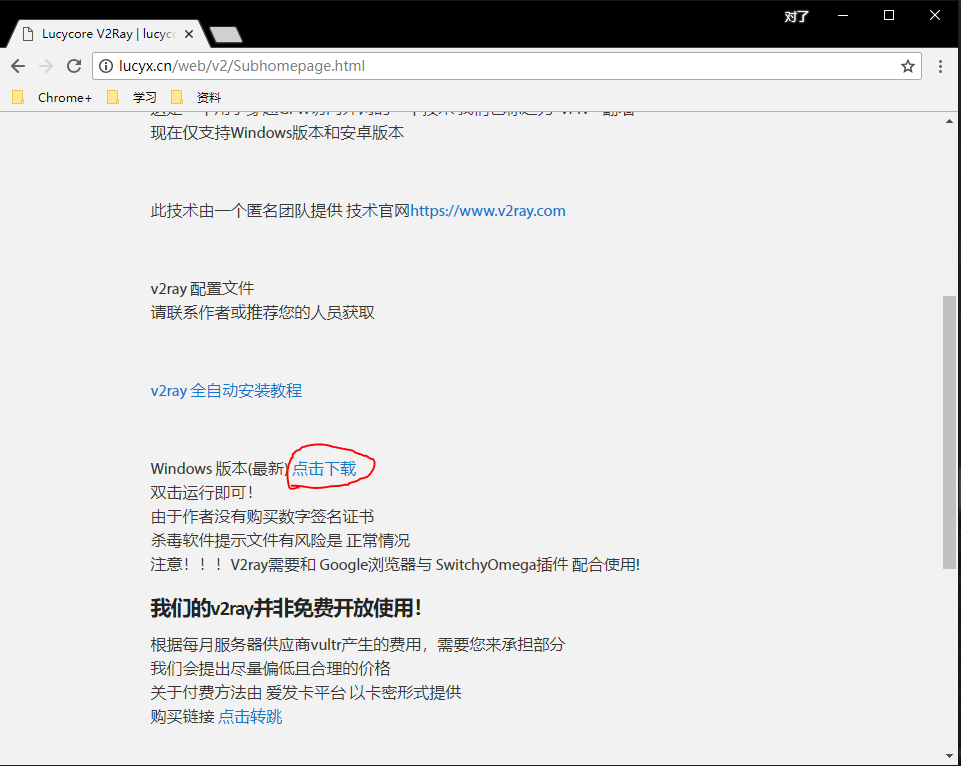 对了
Lucycore V2Ray | lucyc
lucyx.cn/web/v2/Subhomepage.html
Chrome+ 学习 资料
现在仅支持Windows版本和安卓版本
此技术由一个匿名团队提供 技术官网https://www.v2ray.com
v2ray 配置文件
请联系作者或推荐您的人员获取
v2ray 全自动安装教程
Windows 版本(最新) 点击下载
双击运行即可!
由于作者没有购买数字签名证书
杀毒软件提示文件有风险是 正常情况
注意!!! V2ray需要和 Google浏览器与 SwitchyOmega插件 配合使用!
我们的v2ray并非免费开放使用!
根据每月服务器供应商vultr产生的费用，需要您来承担部分
我们会提出尽量偏低且合理的价格
关于付费方法由 爱发卡平台 以卡密形式提供
购买链接 点击转跳